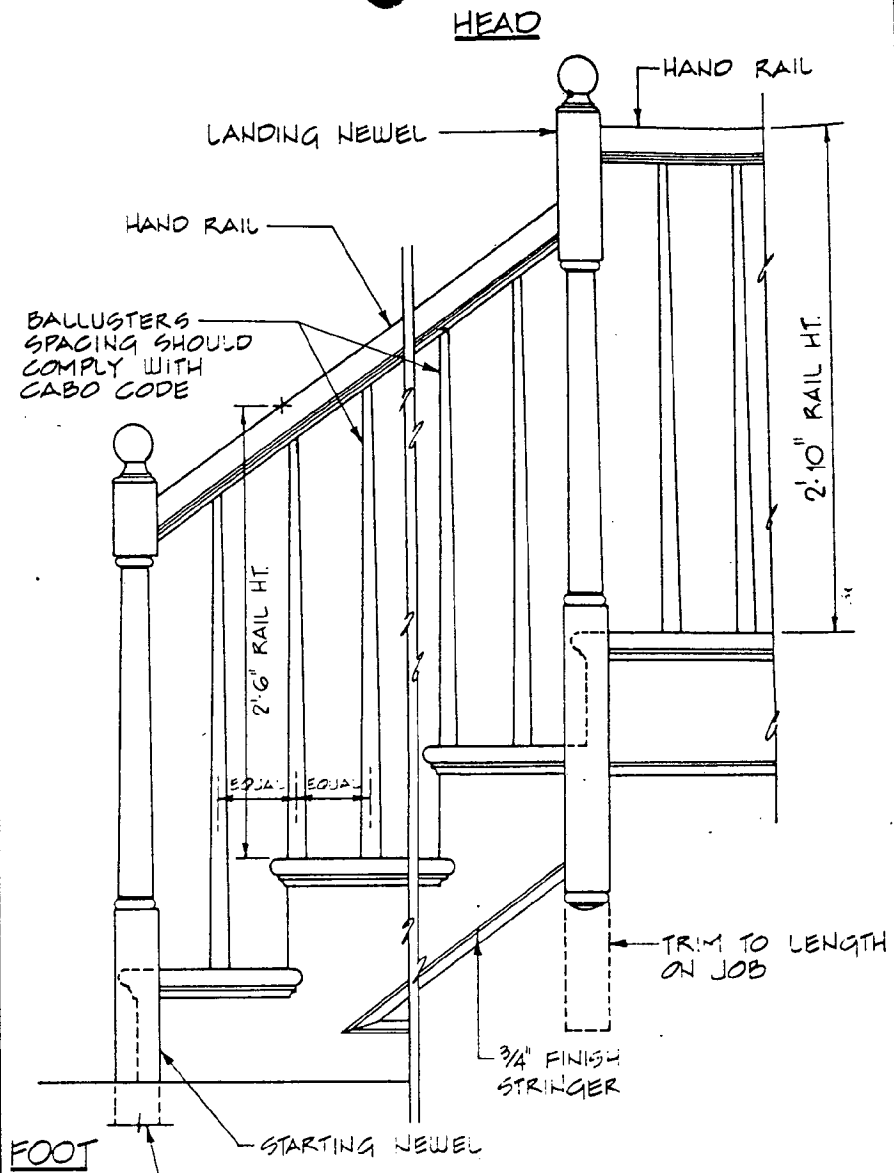 HEAD
HAND RAIL
LANDING NEWEL
HAND RAIL
BALLUSTERS
SPACING SHOULD
COMPLY WITH
CABO CODE
2'-10" RAIL HT.
2'-6" RAIL HT.
EQUAL EQUAL
TRIM TO LENGTH
ON JOB
3/4" FINISH
STRINGER
STARTING NEWEL
FOOT